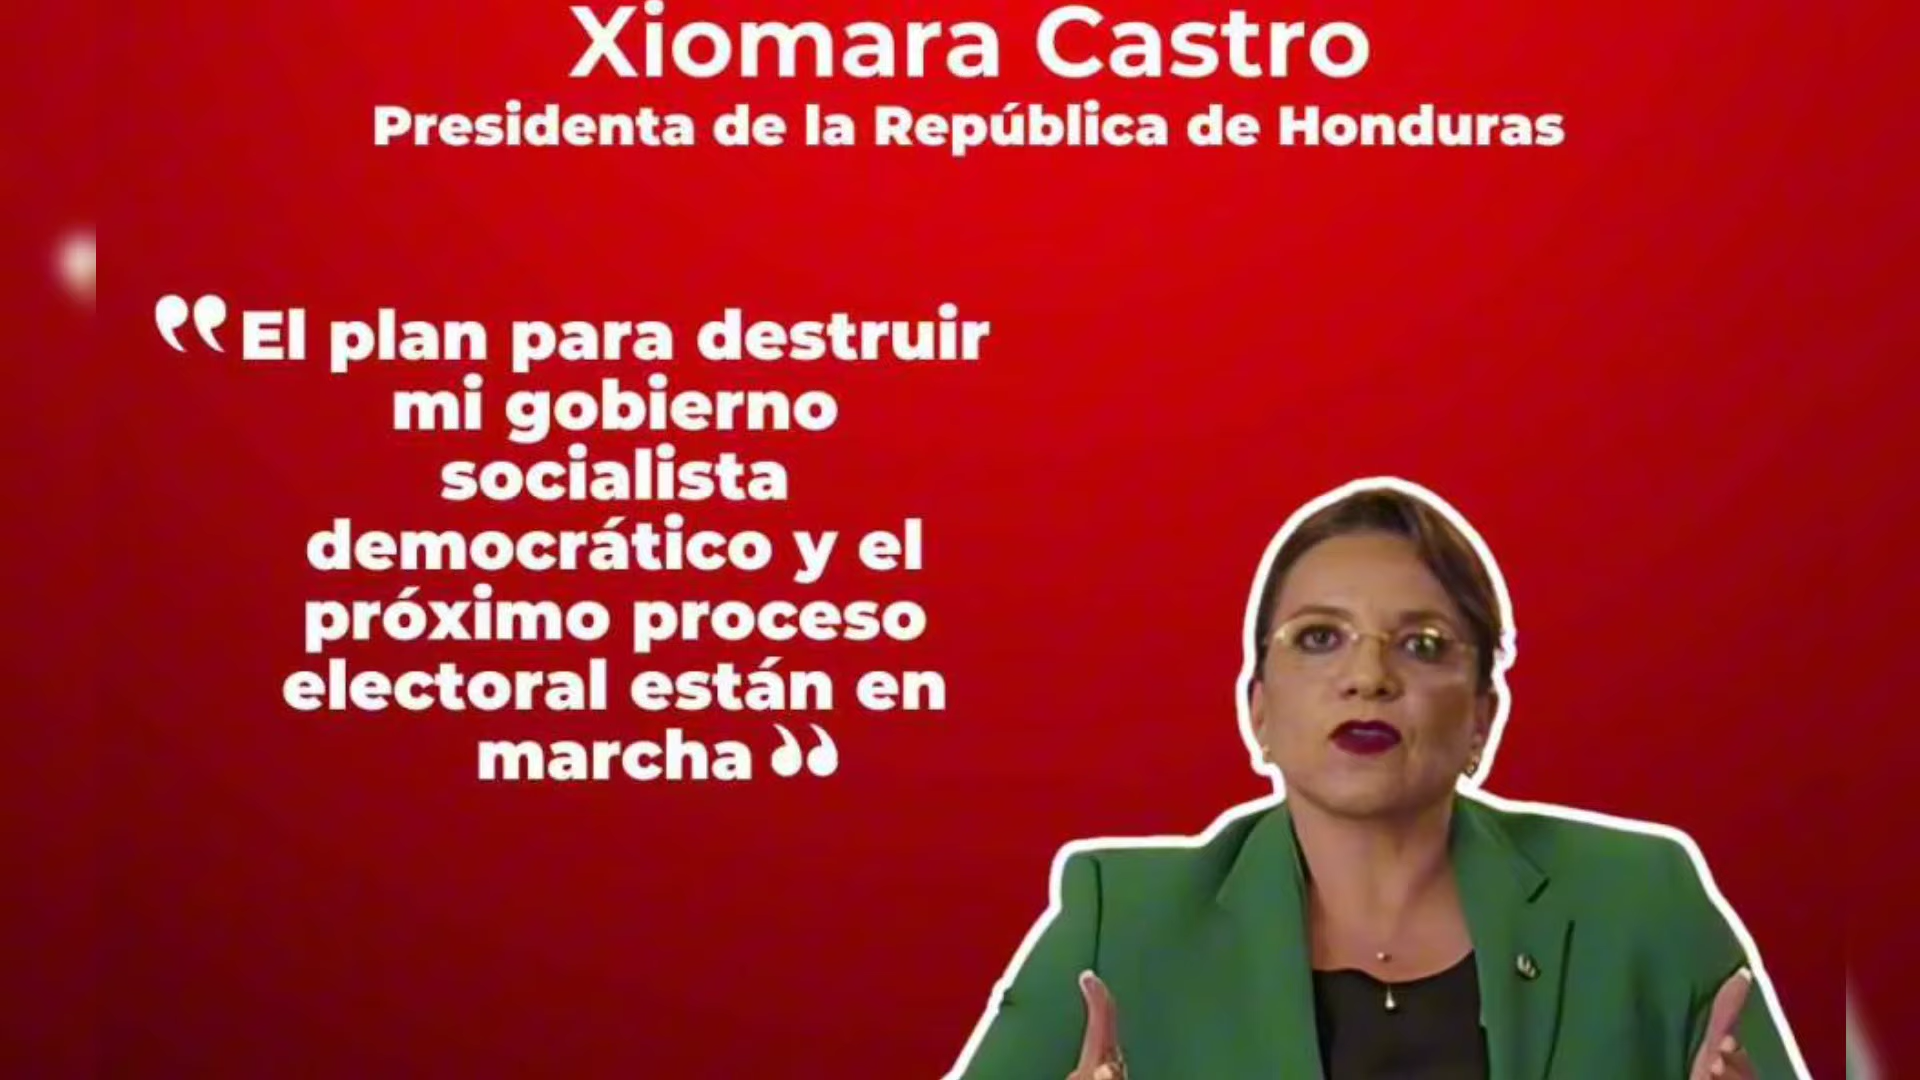 Xiomara Castro
Presidenta de la República de Honduras
“El plan para destruir
mi gobierno
socialista
democrático y el
próximo proceso
electoral están en
marcha”